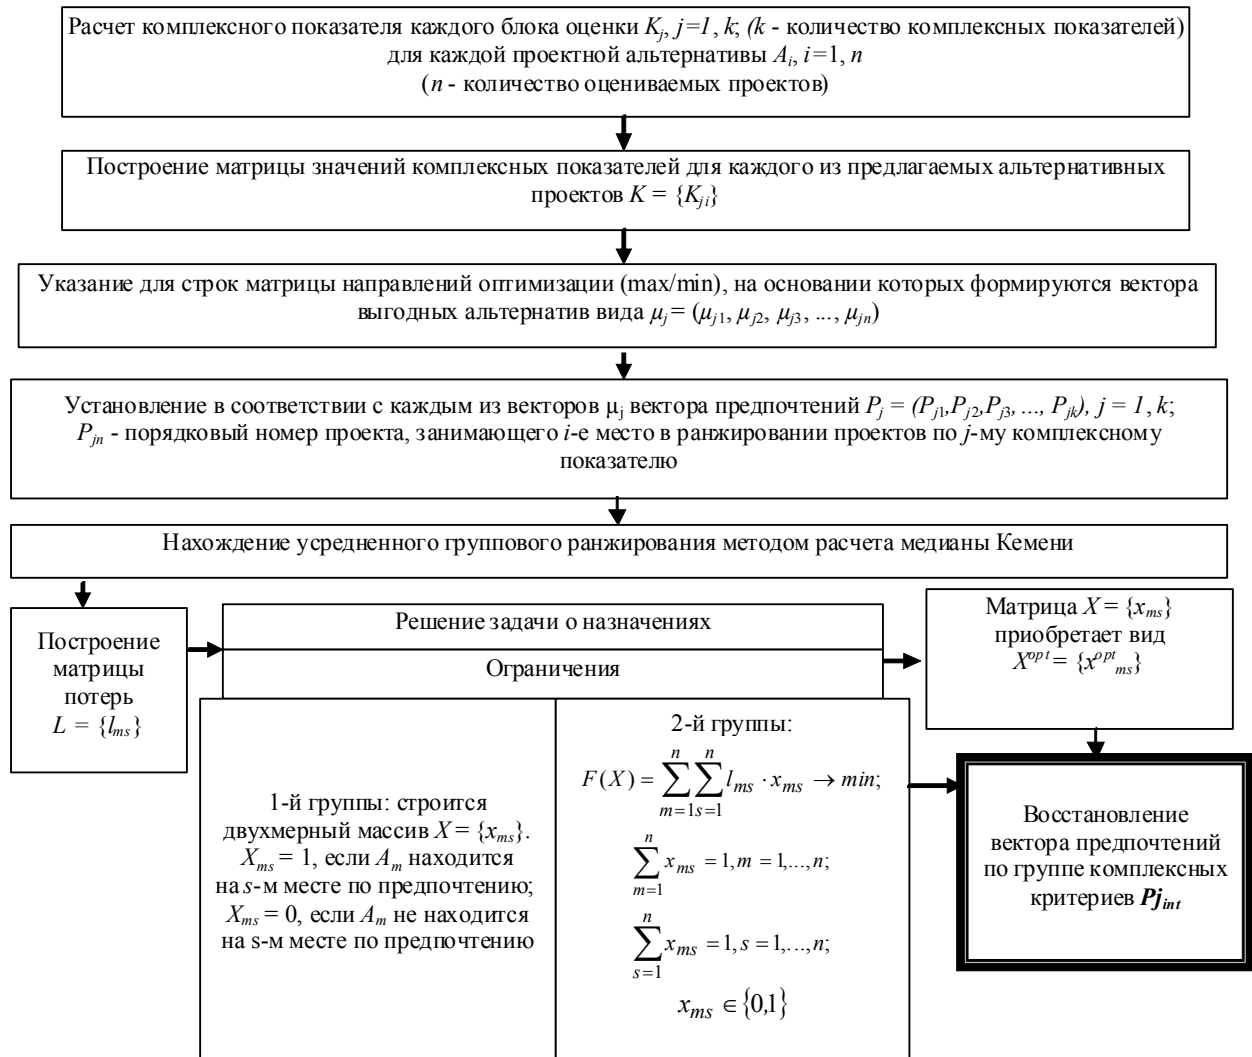 Расчет комплексного показателя каждого блока оценки K_j, j=1, k; (k - количество комплексных показателей)
для каждой проектной альтернативы A_i, i=1, n
(n - количество оцениваемых проектов)
Построение матрицы значений комплексных показателей для каждого из предлагаемых альтернативных
проектов K = {K_ji}
Указание для строк матрицы направлений оптимизации (max/min), на основании которых формируются вектора
выгодных альтернатив вида μ_j = (μ_j1, μ_j2, μ_j3, ..., μ_jn)
Установление в соответствии с каждым из векторов μ_j вектора предпочтений P_j = (P_j1,P_j2,P_j3, ..., P_jk), j = 1, k;
P_jn - порядковый номер проекта, занимающего i-е место в ранжировании проектов по j-му комплексному
показателю
Нахождение усредненного группового ранжирования методом расчета медианы Кемени
Построение
матрицы
потерь
L = {l_ms}
Решение задачи о назначениях
Ограничения
1-й группы: строится
двухмерный массив X = {x_ms}.
X_ms = 1, если A_m находится
на s-м месте по предпочтению;
X_ms = 0, если A_m не находится
на s-м месте по предпочтению
2-й группы:
F(X) = ∑_{m=1}^{n} ∑_{s=1}^{n} l_ms · x_ms → min;
∑_{m=1}^{n} x_ms = 1, m = 1,...,n;
∑_{s=1}^{n} x_ms = 1, s = 1,...,n;
x_ms ∈ {0,1}
Матрица X = {x_ms}
приобретает вид
X^opt = {x^opt_ms}
Восстановление
вектора предпочтений
по группе комплексных
критериев Pj_int